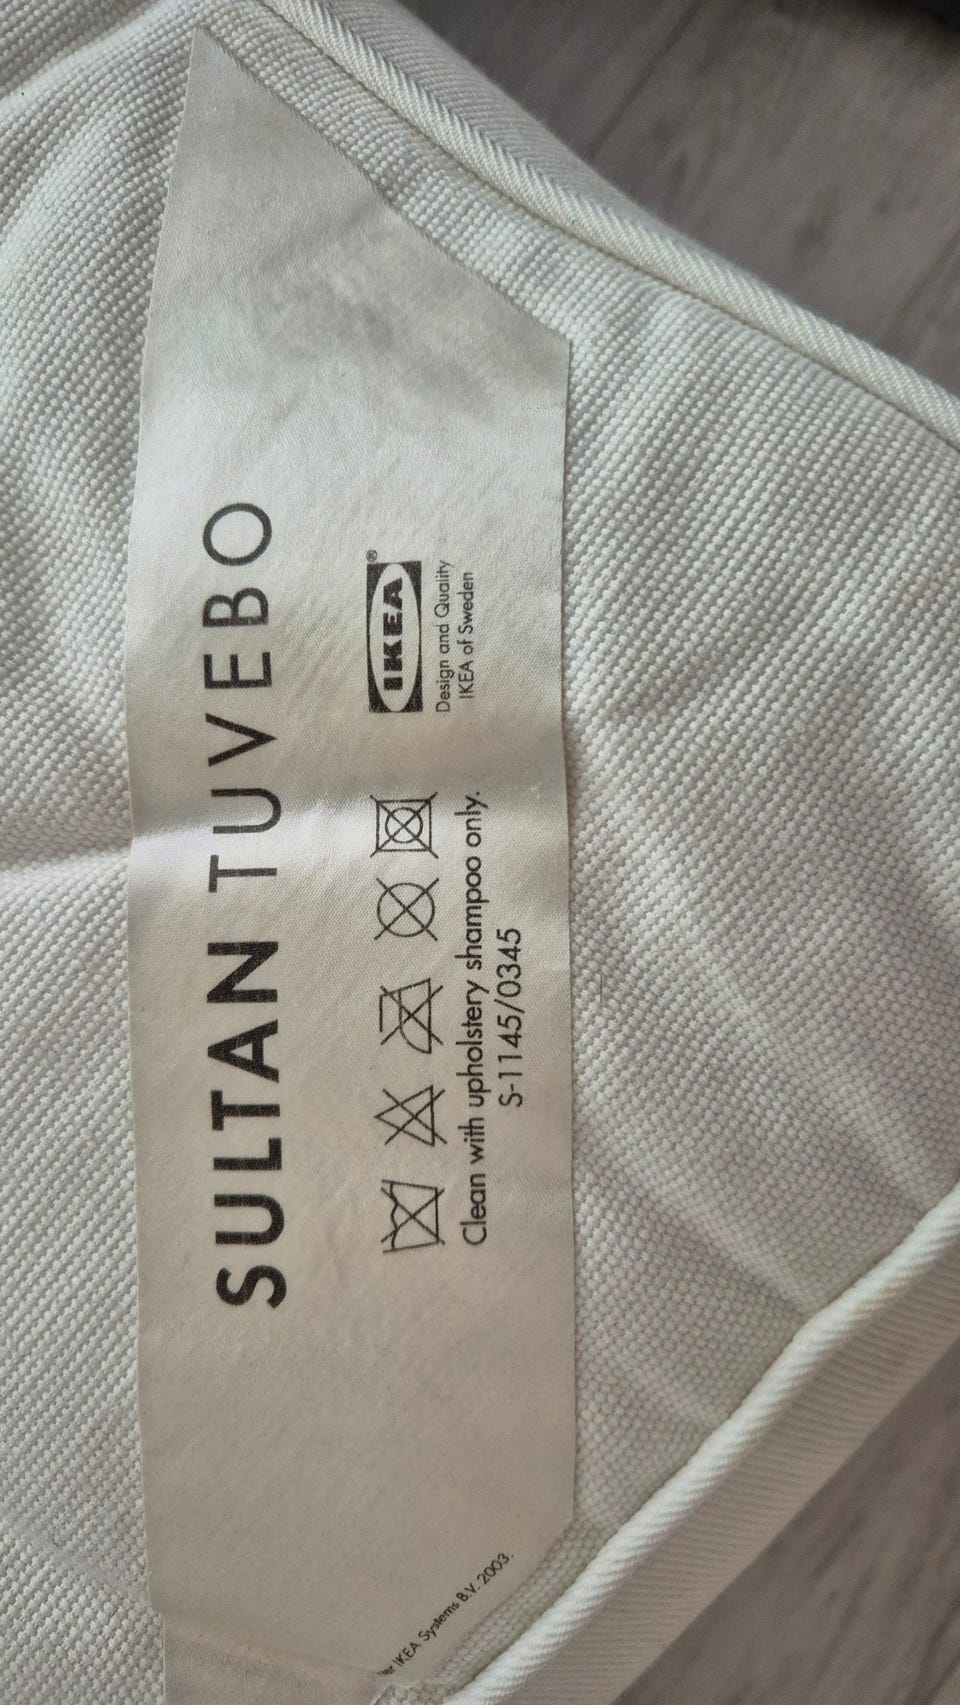 SULTAN TUVEBO
IKEA®
Design and Quality
IKEA of Sweden
Clean with upholstery shampoo only.
S-1145/0345
IKEA Systems B.V. 2003.